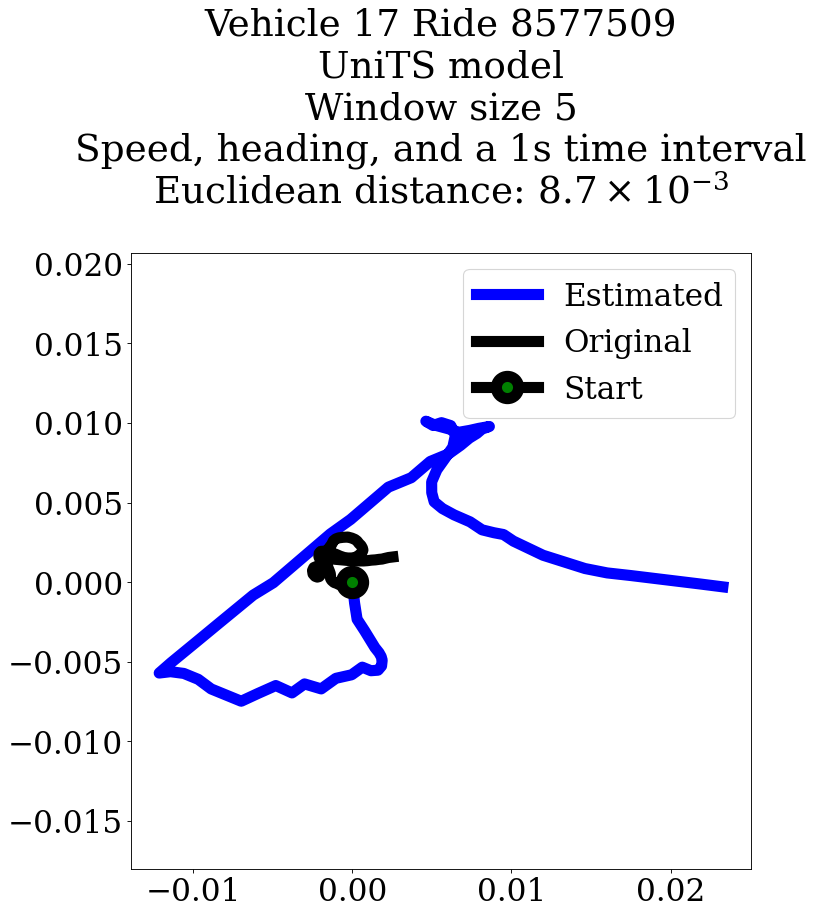 Vehicle 17 Ride 8577509
UniTS model
Window size 5
Speed, heading, and a 1s time interval
Euclidean distance: 8.7 × 10⁻³
Estimated
Original
Start
0.020
0.015
0.010
0.005
0.000
−0.005
−0.010
−0.015
−0.01 0.00 0.01 0.02